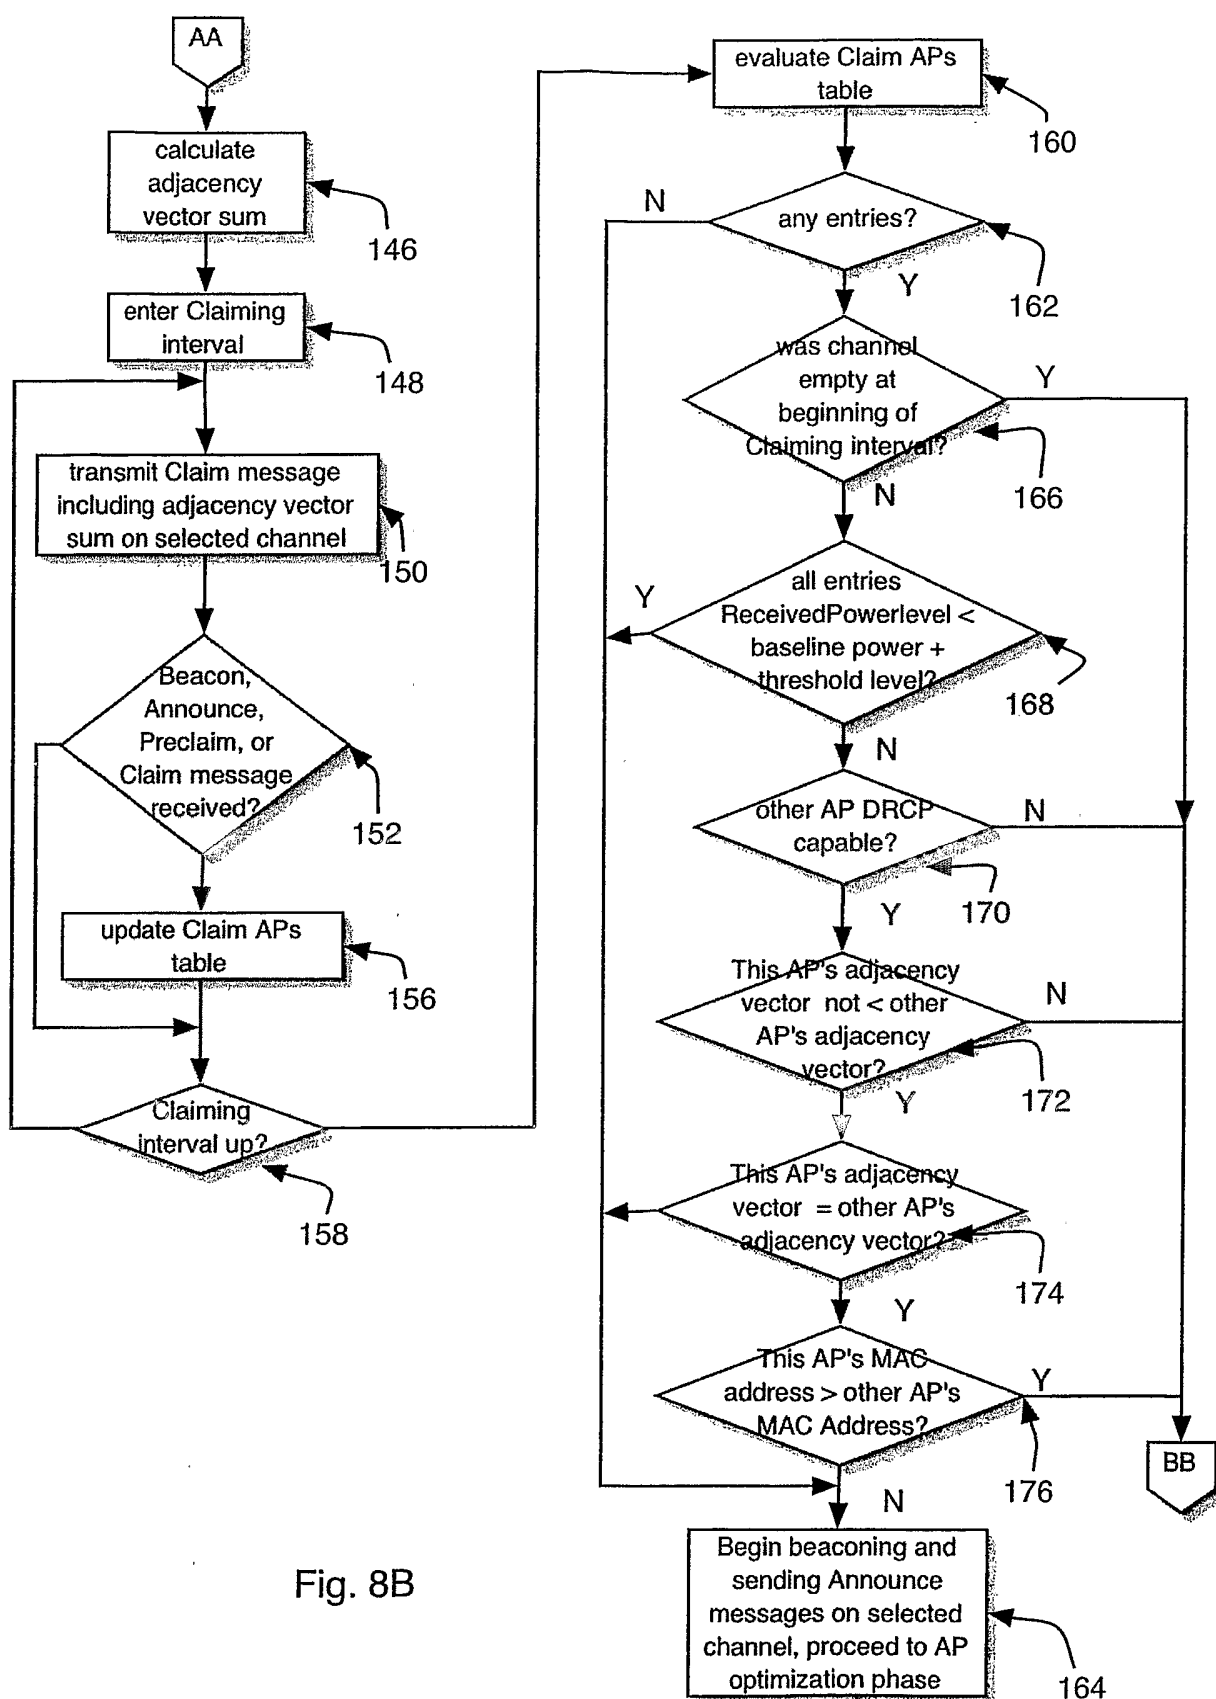 AA
calculate
adjacency
vector sum
146
enter Claiming
interval
148
transmit Claim message
including adjacency vector
sum on selected channel
150
Beacon,
Announce,
Preclaim, or
Claim message
received?
152
update Claim APs
table
156
Claiming
interval up?
158
evaluate Claim APs
table
160
N
any entries?
162
Y
was channel
empty at
beginning of
Claiming interval?
Y
166
N
all entries
ReceivedPowerlevel <
baseline power +
threshold level?
Y
168
N
other AP DRCP
capable?
N
170
Y
This AP's adjacency
vector not < other
AP's adjacency
vector?
N
172
Y
This AP's adjacency
vector = other AP's
adjacency vector?
174
Y
This AP's MAC
address > other AP's
MAC Address?
Y
176
BB
N
Begin beaconing and
sending Announce
messages on selected
channel, proceed to AP
optimization phase
164
Fig. 8B